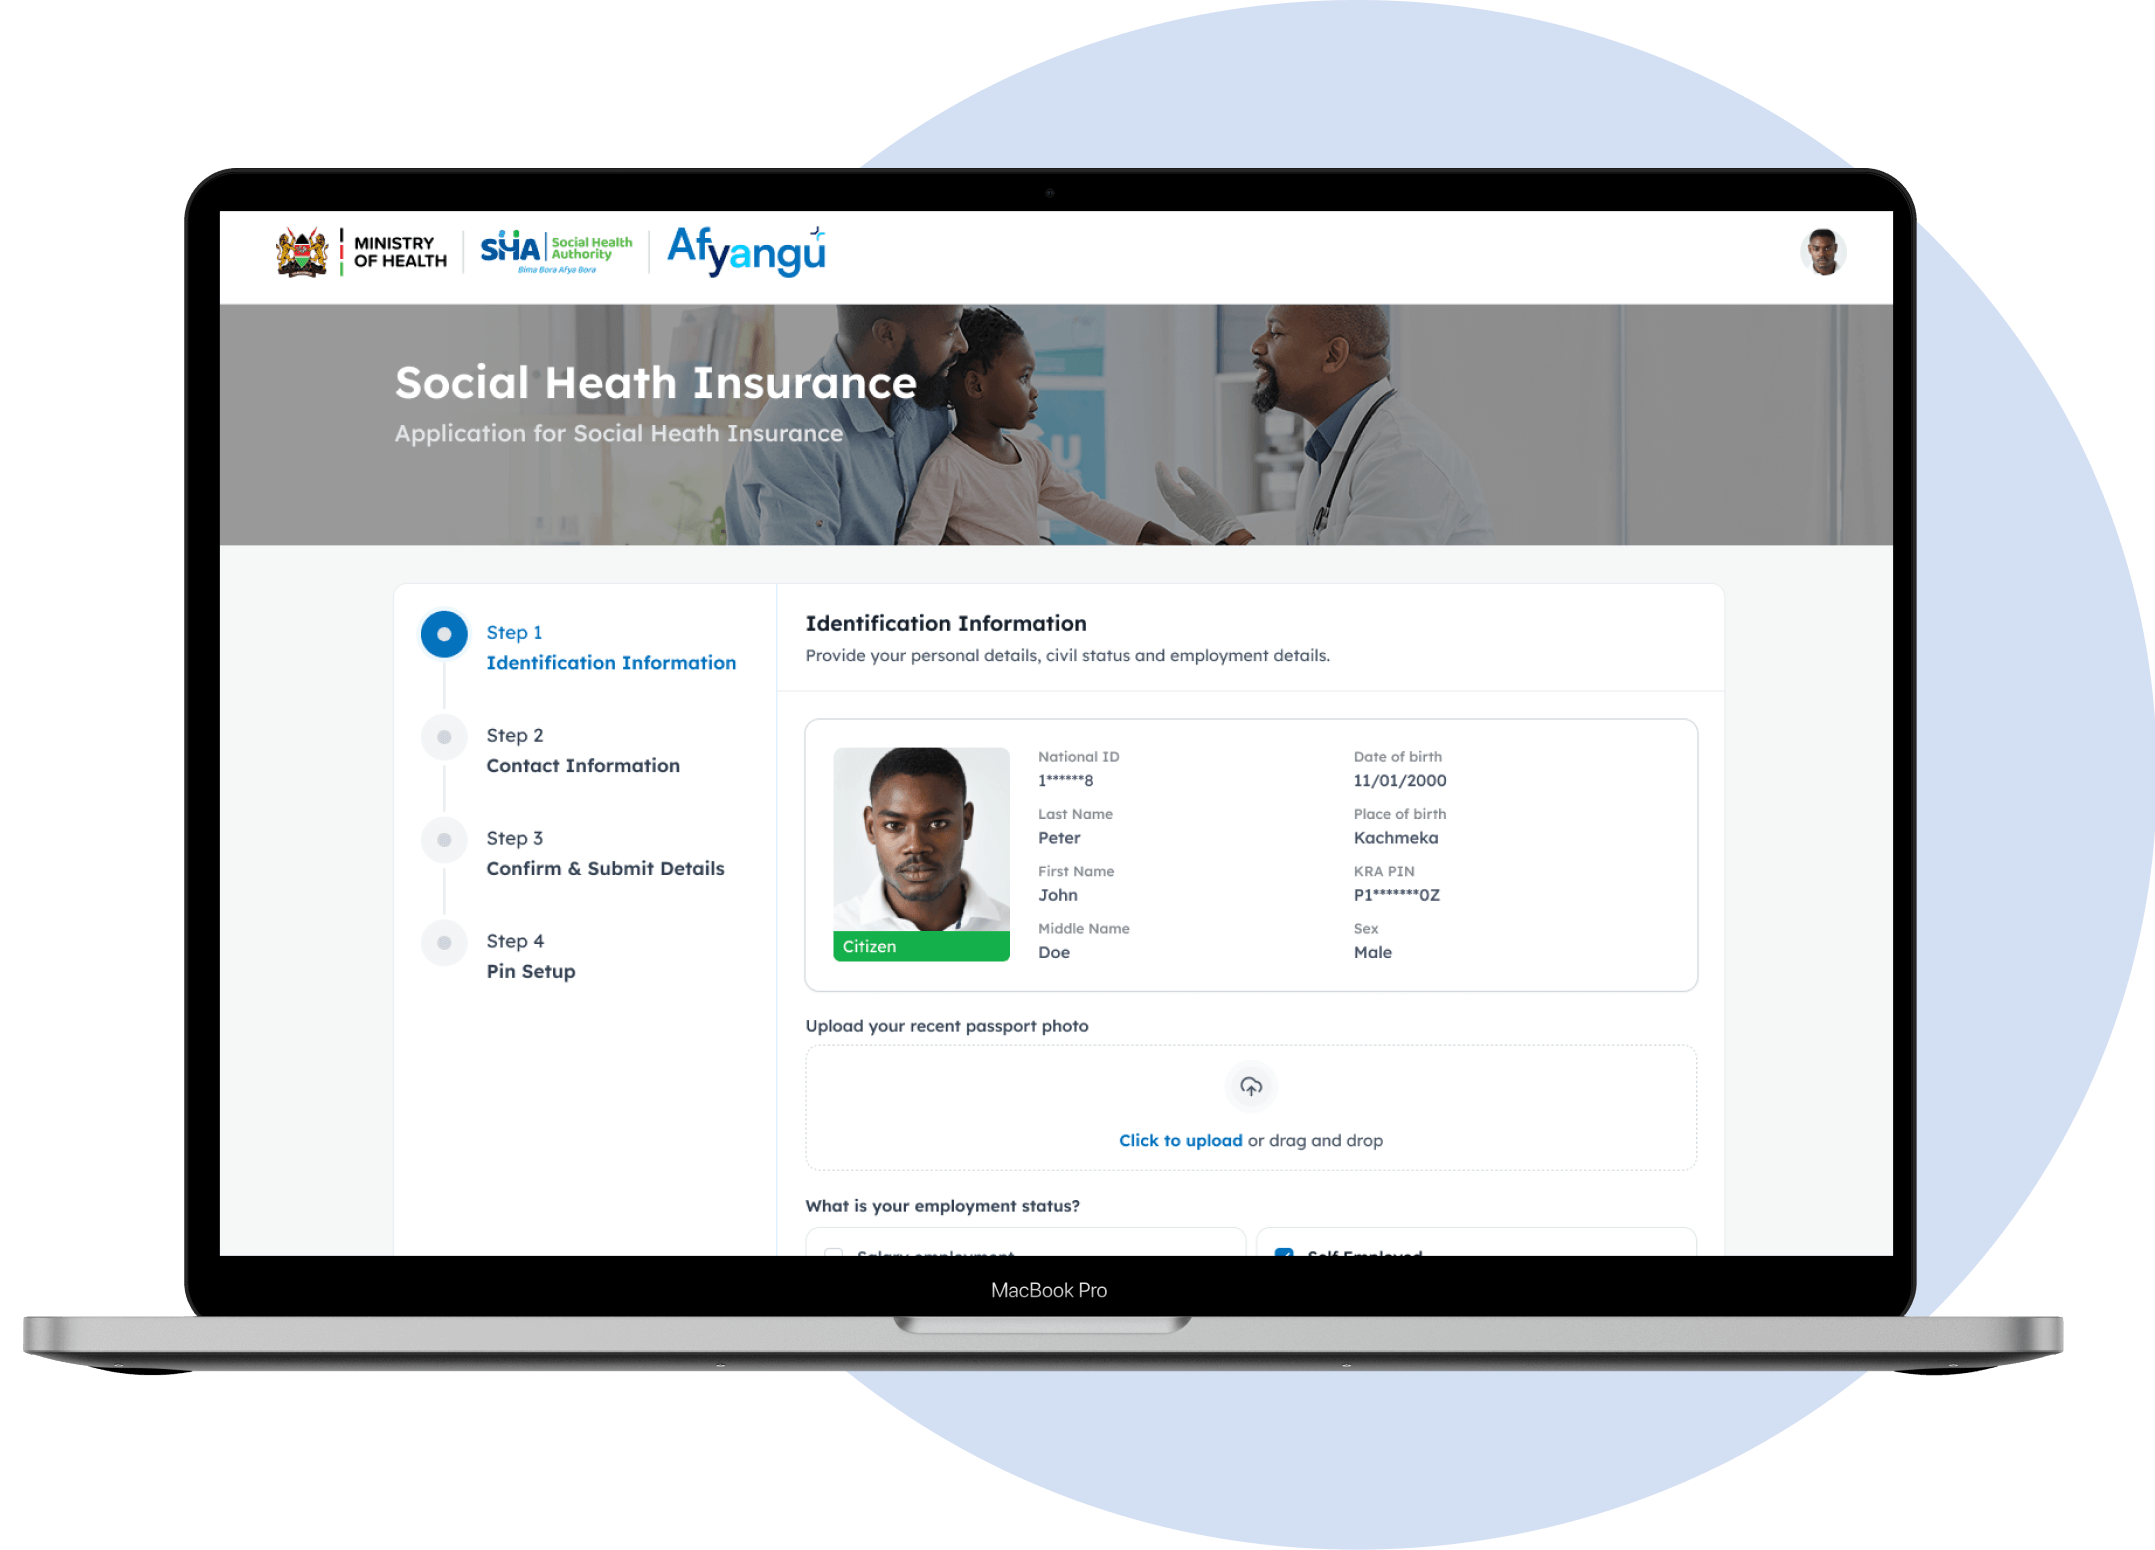 MINISTRY
OF HEALTH
SHA
Social Health
Authority
Bima Bora Afya Bora
Afyangu
Social Heath Insurance
Application for Social Heath Insurance
Step 1
Identification Information
Step 2
Contact Information
Step 3
Confirm & Submit Details
Step 4
Pin Setup
Identification Information
Provide your personal details, civil status and employment details.
Citizen
National ID
1******8
Last Name
Peter
First Name
John
Middle Name
Doe
Date of birth
11/01/2000
Place of birth
Kachmeka
KRA PIN
P1*******0Z
Sex
Male
Upload your recent passport photo
Click to upload or drag and drop
What is your employment status?
Salary employment
Self Employed
MacBook Pro